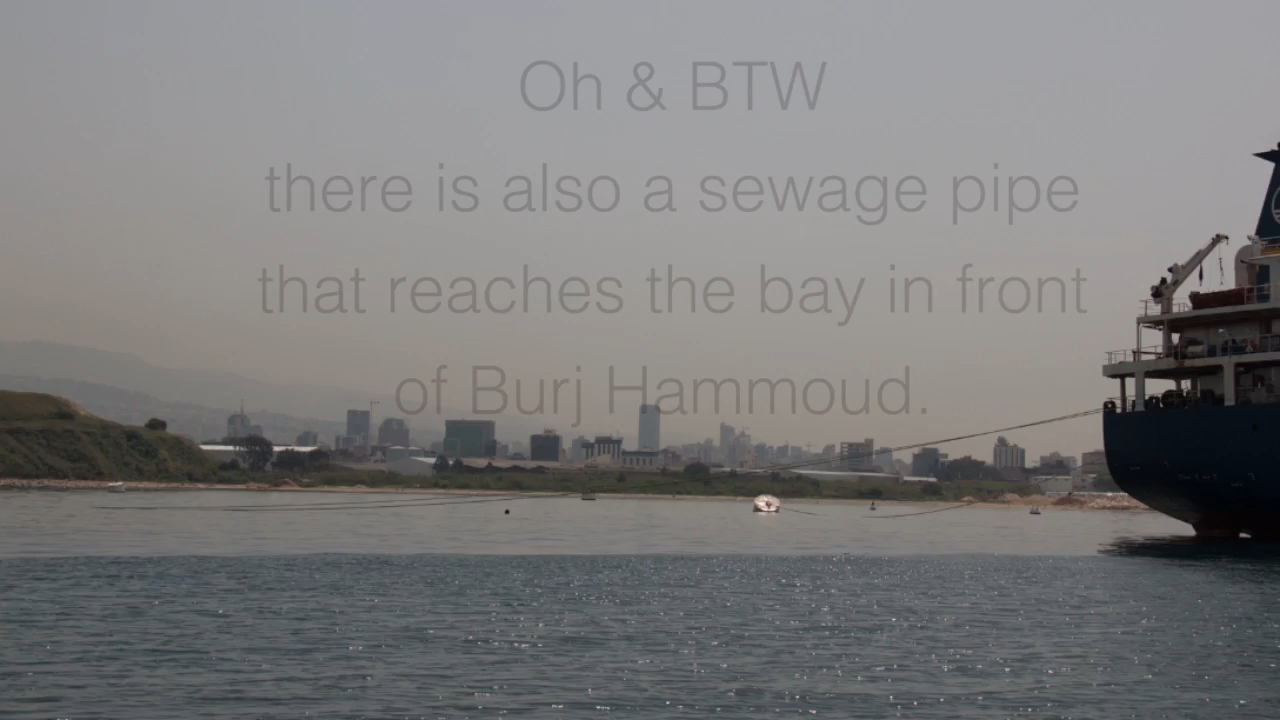 Oh & BTW
there is also a sewage pipe
that reaches the bay in front
of Burj Hammoud.